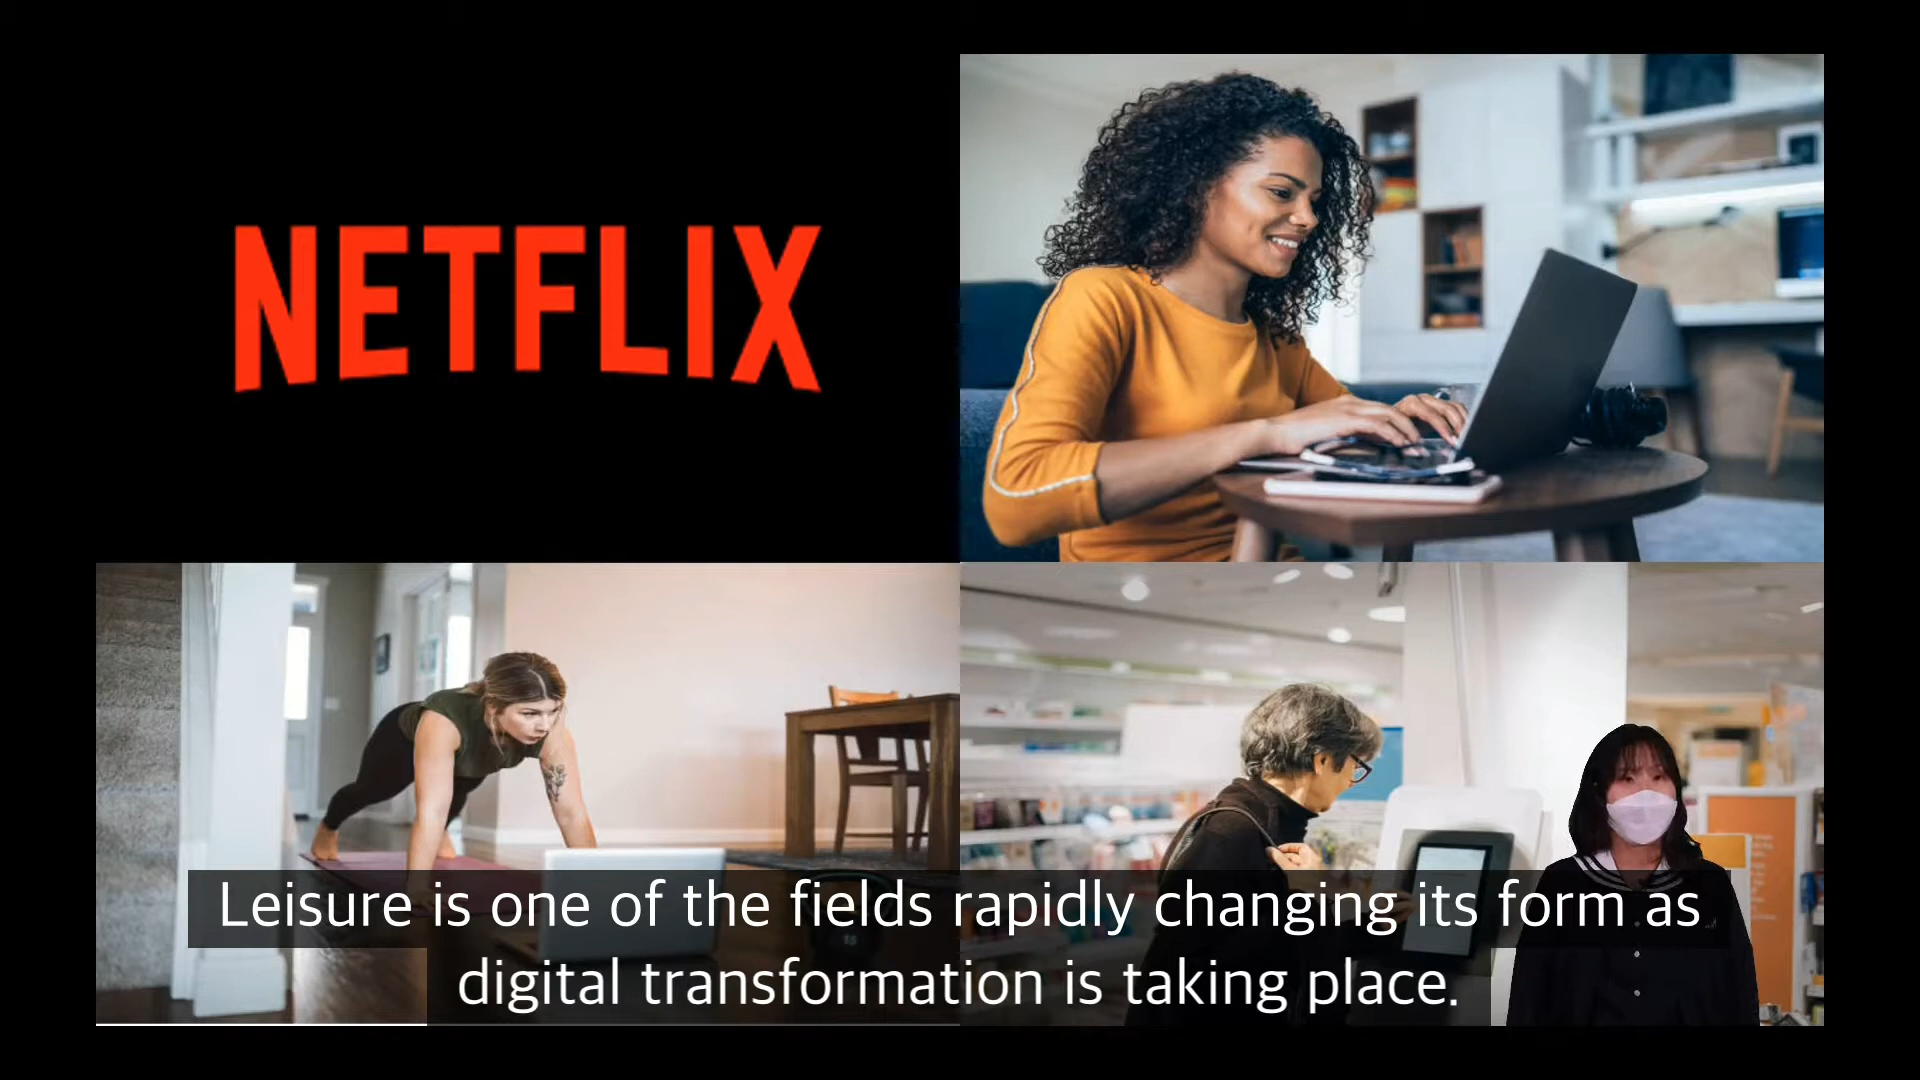 NETFLIX
Leisure is one of the fields rapidly changing its form as
digital transformation is taking place.